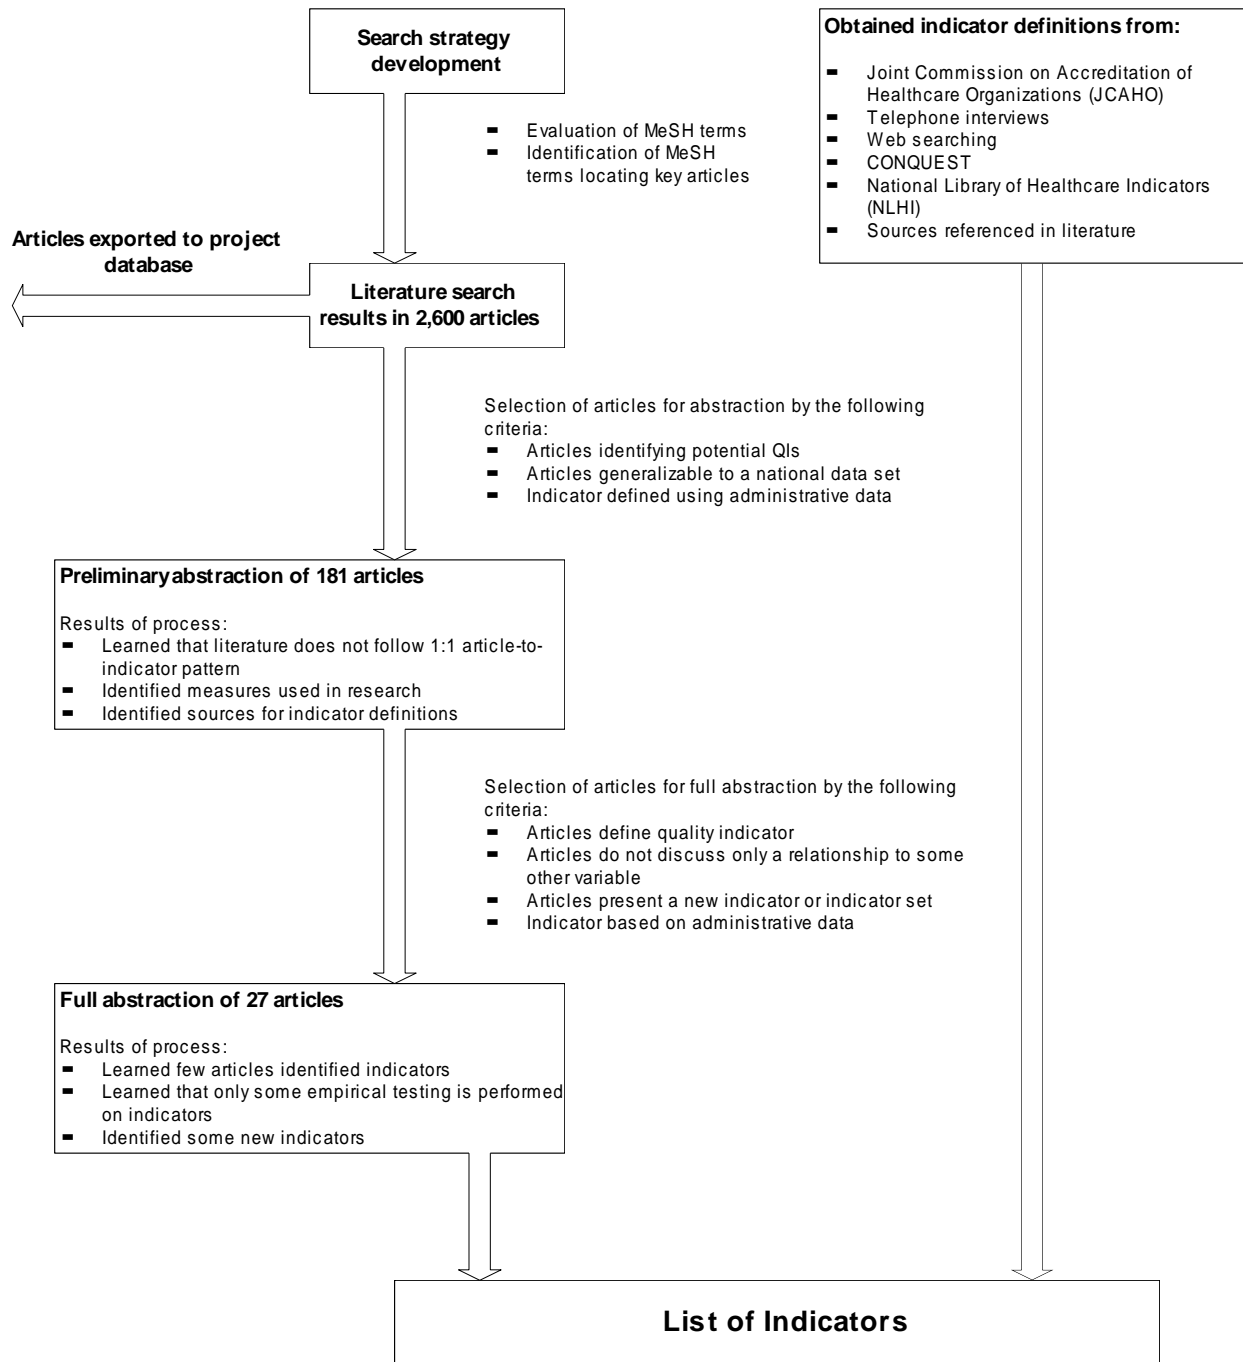 Search strategy
development
Obtained indicator definitions from:
▬ Joint Commission on Accreditation of
Healthcare Organizations (JCAHO)
▬ Telephone interviews
▬ Web searching
▬ CONQUEST
▬ National Library of Healthcare Indicators
(NLHI)
▬ Sources referenced in literature
▬ Evaluation of MeSH terms
▬ Identification of MeSH
terms locating key articles
Articles exported to project
database
Literature search
results in 2,600 articles
Selection of articles for abstraction by the following
criteria:
▬ Articles identifying potential QIs
▬ Articles generalizable to a national data set
▬ Indicator defined using administrative data
Preliminary abstraction of 181 articles
Results of process:
▬ Learned that literature does not follow 1:1 article-to-
indicator pattern
▬ Identified measures used in research
▬ Identified sources for indicator definitions
Selection of articles for full abstraction by the following
criteria:
▬ Articles define quality indicator
▬ Articles do not discuss only a relationship to some
other variable
▬ Articles present a new indicator or indicator set
▬ Indicator based on administrative data
Full abstraction of 27 articles
Results of process:
▬ Learned few articles identified indicators
▬ Learned that only some empirical testing is performed
on indicators
▬ Identified some new indicators
List of Indicators